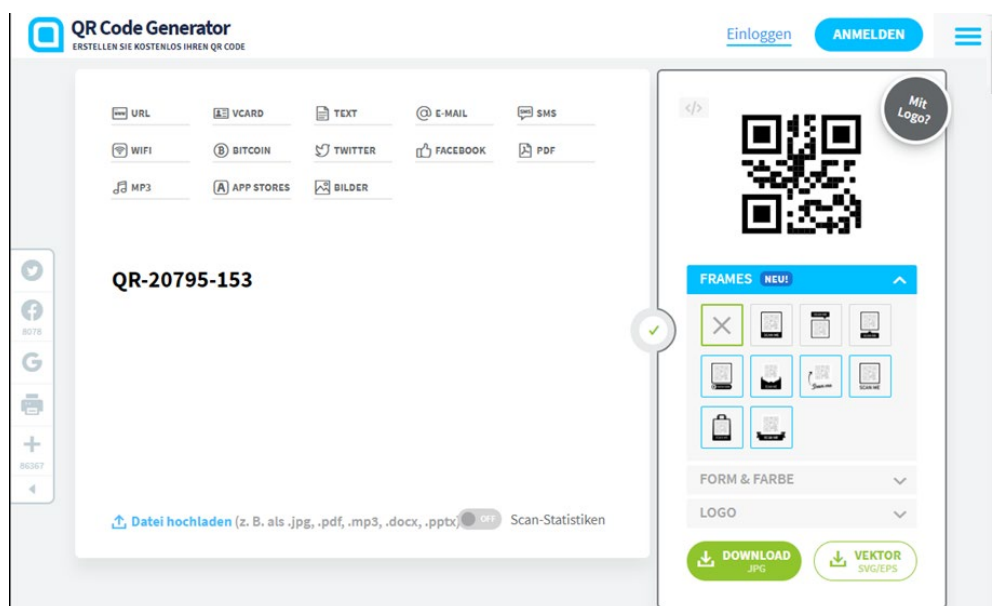 QR Code Generator
ERSTELLEN SIE KOSTENLOS IHREN QR CODE
Einloggen
ANMELDEN
URL
VCARD
TEXT
E-MAIL
SMS
WIFI
BITCOIN
TWITTER
FACEBOOK
PDF
MP3
APP STORES
BILDER
QR-20795-153
Datei hochladen (z. B. als .jpg, .pdf, .mp3, .docx, .pptx)
OFF
Scan-Statistiken
8078
G
86367
</>
Mit
Logo?
FRAMES NEU!
SCAN ME
FORM & FARBE
LOGO
DOWNLOAD
JPG
VEKTOR
SVG/EPS